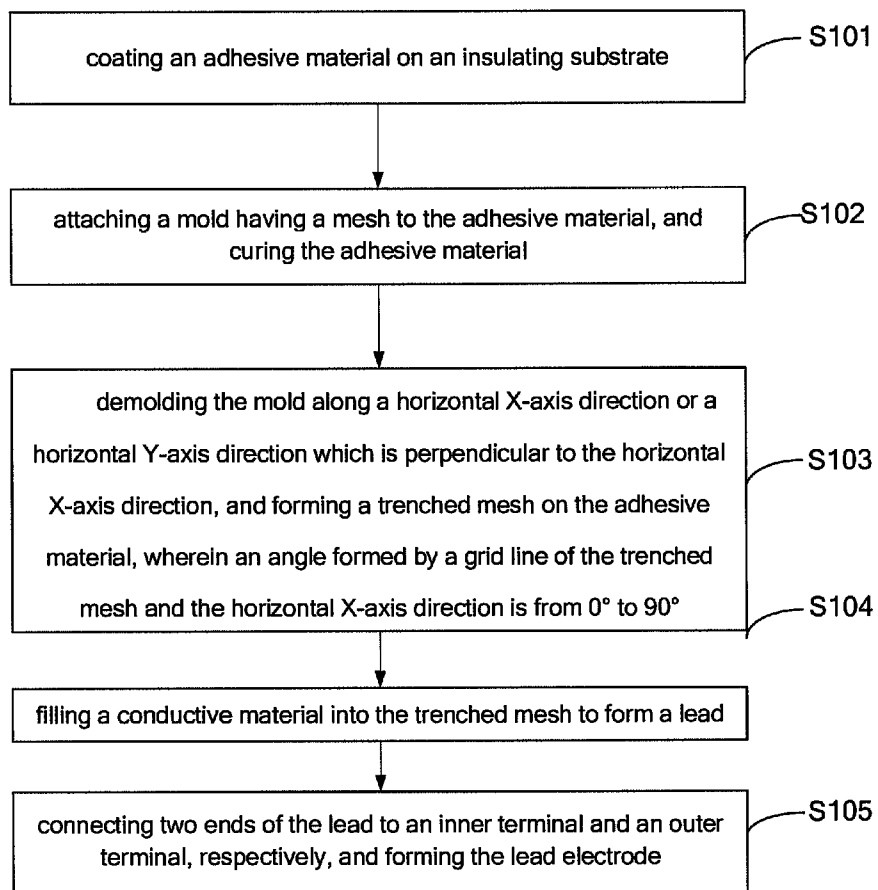 coating an adhesive material on an insulating substrate
S101
attaching a mold having a mesh to the adhesive material, and
curing the adhesive material
S102
demolding the mold along a horizontal X-axis direction or a
horizontal Y-axis direction which is perpendicular to the horizontal
X-axis direction, and forming a trenched mesh on the adhesive
material, wherein an angle formed by a grid line of the trenched
mesh and the horizontal X-axis direction is from 0° to 90°
S103
S104
filling a conductive material into the trenched mesh to form a lead
connecting two ends of the lead to an inner terminal and an outer
terminal, respectively, and forming the lead electrode
S105